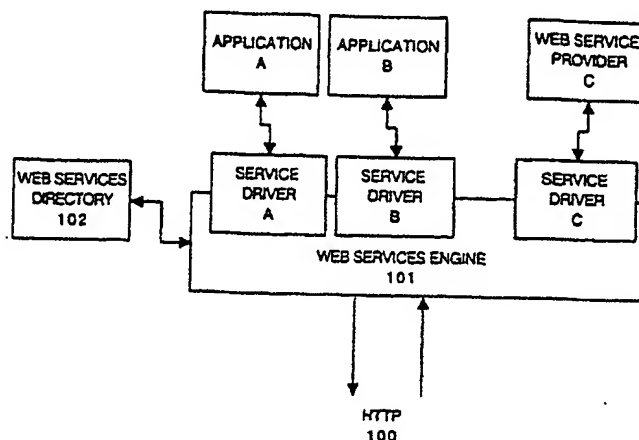 APPLICATION
A
APPLICATION
B
WEB SERVICE
PROVIDER
C
WEB SERVICES
DIRECTORY
102
SERVICE
DRIVER
A
SERVICE
DRIVER
B
SERVICE
DRIVER
C
WEB SERVICES ENGINE
101
HTTP
100